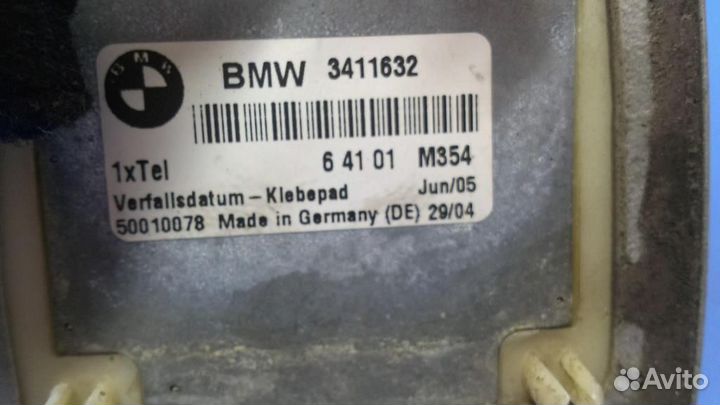 BMW
BMW 3411632
1xTel 6 41 01 M354
Verfallsdatum – Klebepad Jun/05
50010078 Made in Germany (DE) 29/04
Avito